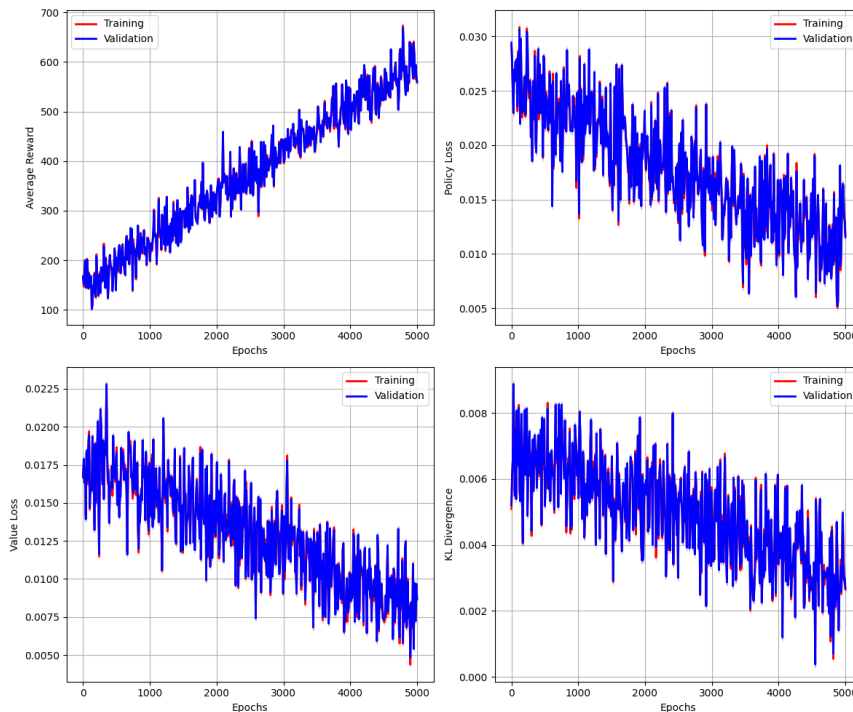 Average Reward
700
600
500
400
300
200
100
0 1000 2000 3000 4000 5000
Epochs
Training
Validation
Policy Loss
0.030
0.025
0.020
0.015
0.010
0.005
0 1000 2000 3000 4000 5000
Epochs
Training
Validation
Value Loss
0.0225
0.0200
0.0175
0.0150
0.0125
0.0100
0.0075
0.0050
0 1000 2000 3000 4000 5000
Epochs
Training
Validation
KL Divergence
0.008
0.006
0.004
0.002
0.000
0 1000 2000 3000 4000 5000
Epochs
Training
Validation